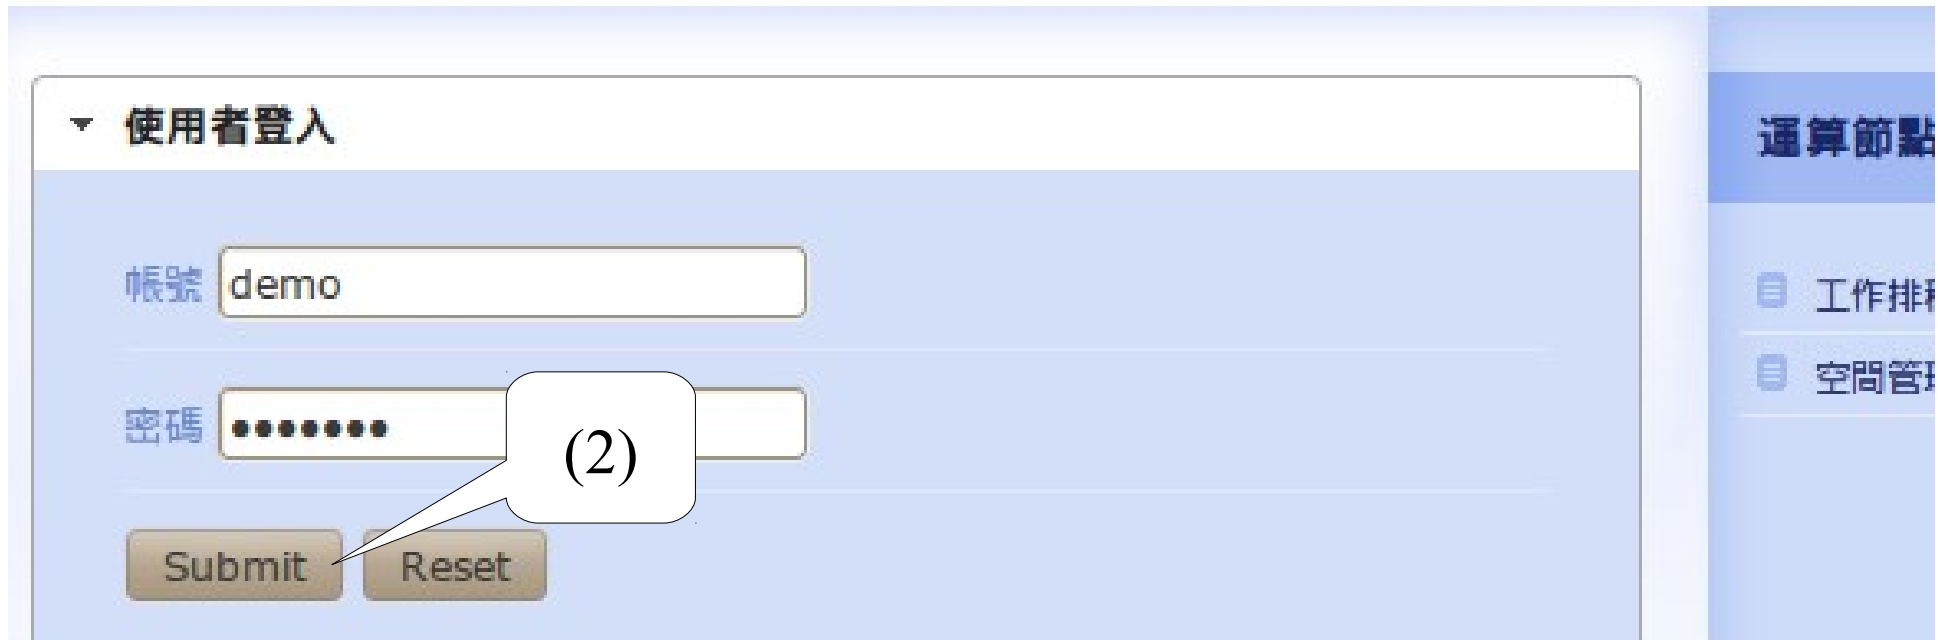 使用者登入
帳號 demo
密碼 •••••••
(2)
Submit Reset
運算節點
工作排
空間管